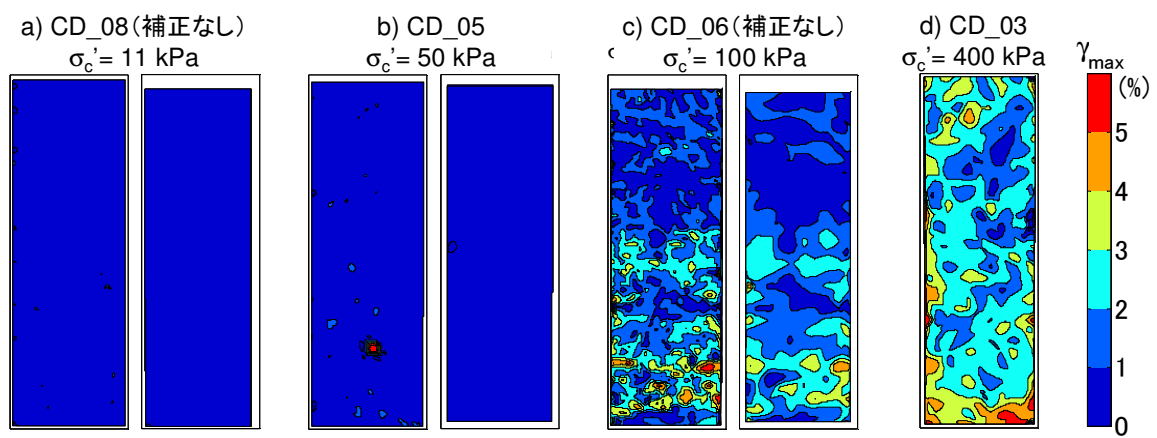 a) CD_08(補正なし)
σc'= 11 kPa
b) CD_05
σc'= 50 kPa
c) CD_06(補正なし)
σc'= 100 kPa
d) CD_03
σc'= 400 kPa
γmax
(%)
5
4
3
2
1
0